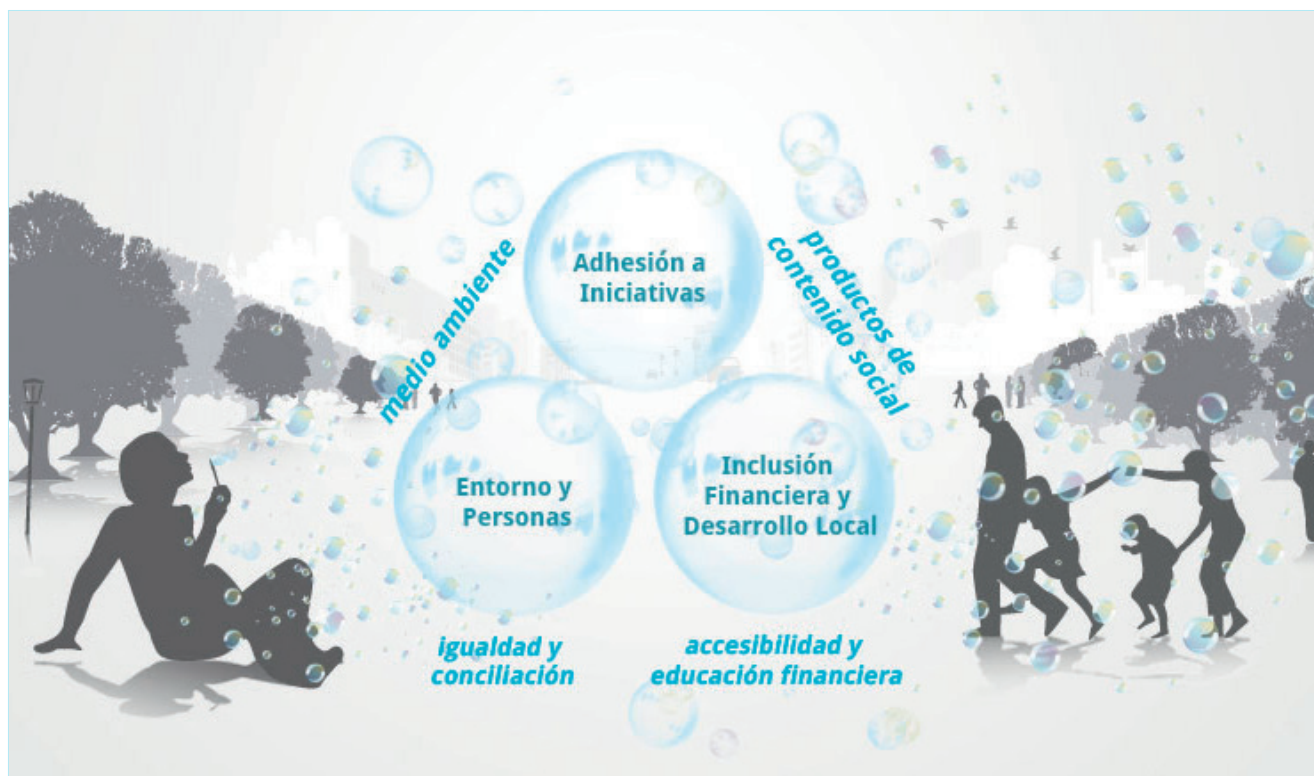 Adhesión a
Iniciativas
medio ambiente
productos de
contenido social
Entorno y
Personas
Inclusión
Financiera y
Desarrollo Local
igualdad y
conciliación
accesibilidad y
educación financiera